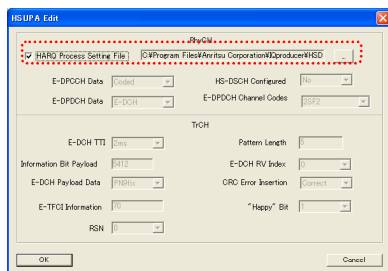 HSUPA Edit
PhyCH
HARQ Process Setting File C:¥Program Files¥Anritsu Corporation¥IQproducer¥HSD ...
E-DPCCH Data Coded HS-DSCH Configured No
E-DPDCH Data E-DCH E-DPDCH Channel Codes 2SF2
TrCH
E-DCH TTI 2ms Pattern Length 5
Information Bit Payload 5412 E-DCH RV Index 0
E-DCH Payload Data PN9fix CRC Error Insertion Correct
E-TFCI Information 70 "Happy" Bit 1
RSN 0
OK Cancel